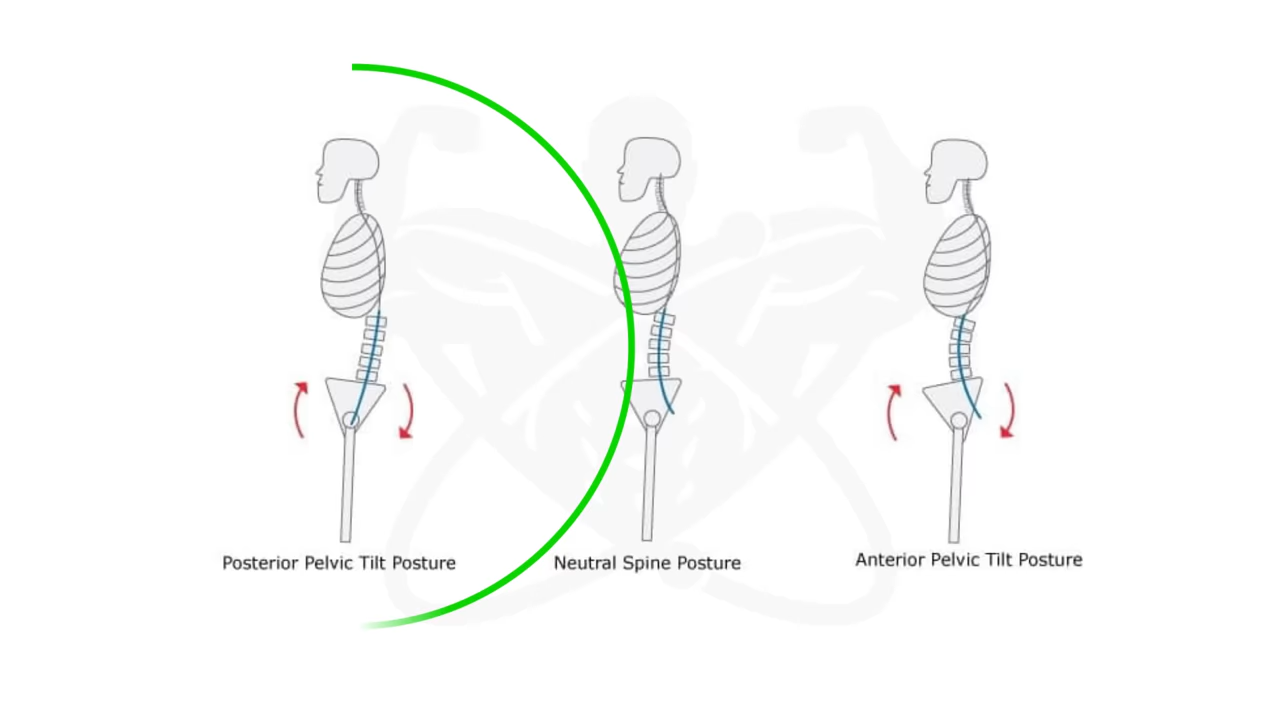 Posterior Pelvic Tilt Posture
Neutral Spine Posture
Anterior Pelvic Tilt Posture